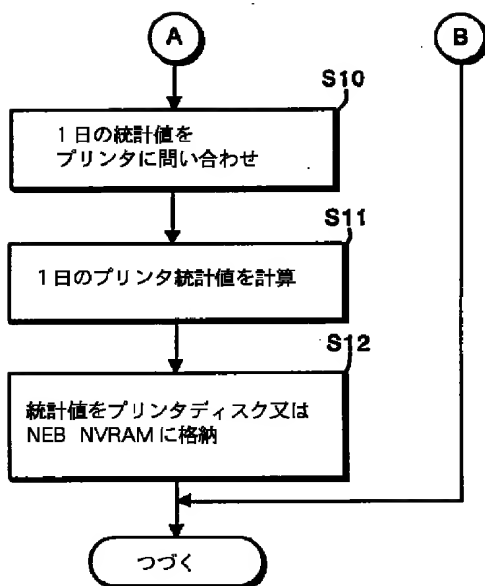 A
B
S10
1日の統計値を
プリンタに問い合わせ
S11
1日のプリンタ統計値を計算
S12
統計値をプリンタディスク又は
NEB NVRAMに格納
つづく